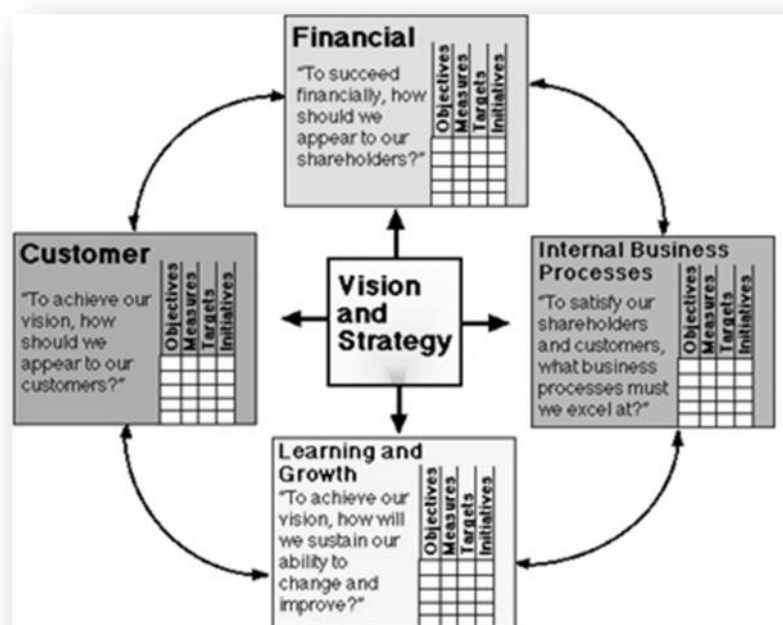 Financial
"To succeed
financially, how
should we
appear to our
shareholders?"
Objectives
Measures
Targets
Initiatives
Customer
"To achieve our
vision, how
should we
appear to our
customers?"
Objectives
Measures
Targets
Initiatives
Vision
and
Strategy
Internal Business
Processes
"To satisfy our
shareholders
and customers,
what business
processes must
we excel at?"
Objectives
Measures
Targets
Initiatives
Learning and
Growth
"To achieve our
vision, how will
we sustain our
ability to
change and
improve?"
Objectives
Measures
Targets
Initiatives